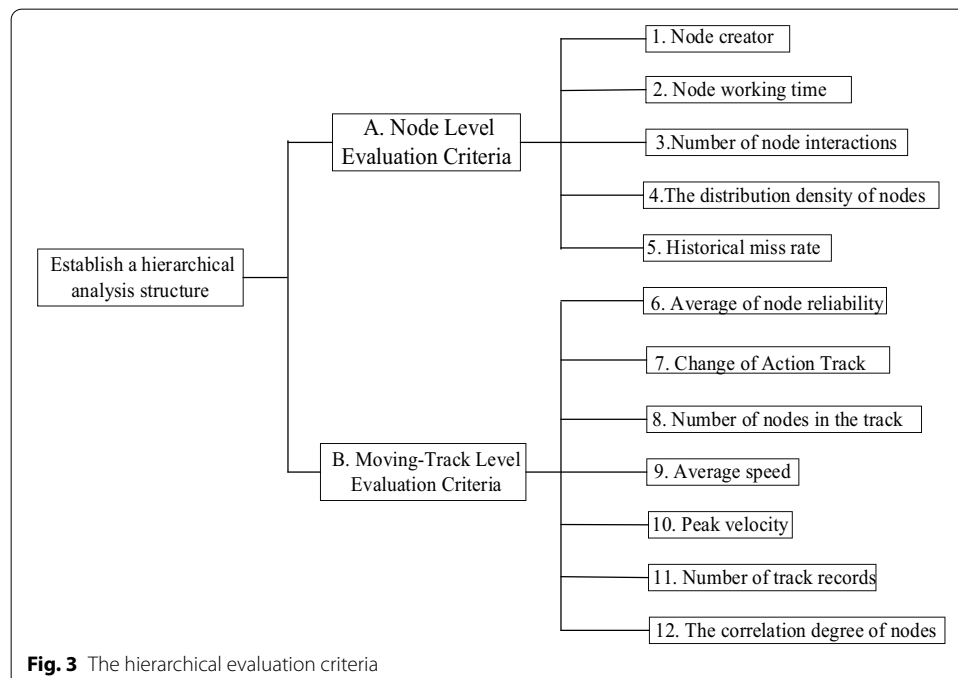 Establish a hierarchical
analysis structure
A. Node Level
Evaluation Criteria
1. Node creator
2. Node working time
3.Number of node interactions
4.The distribution density of nodes
5. Historical miss rate
B. Moving-Track Level
Evaluation Criteria
6. Average of node reliability
7. Change of Action Track
8. Number of nodes in the track
9. Average speed
10. Peak velocity
11. Number of track records
12. The correlation degree of nodes
Fig. 3 The hierarchical evaluation criteria